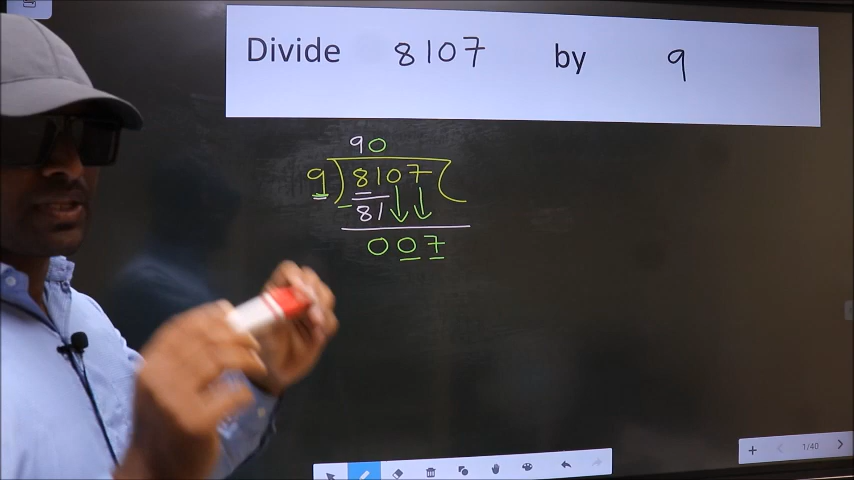 Divide 8107 by 9
90
9) 8107 (
- 81
007
+ < 1/40 >